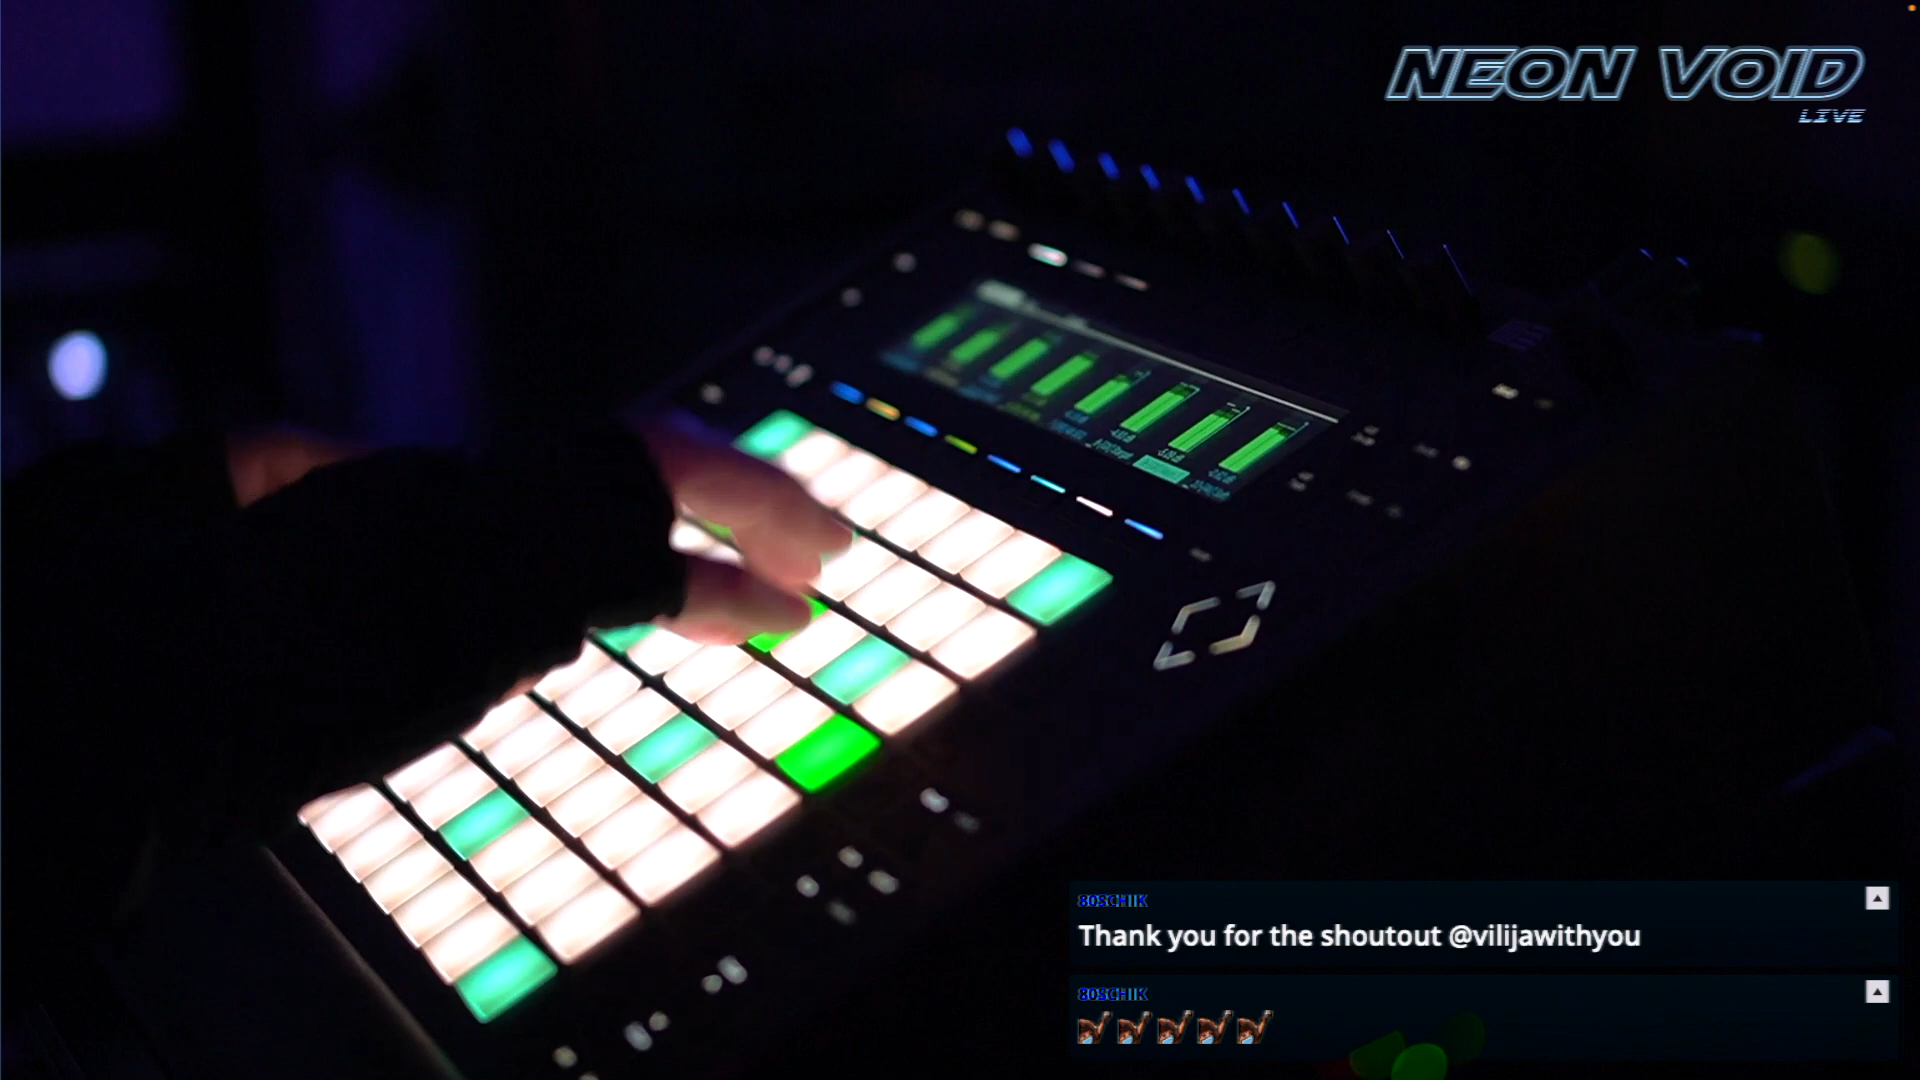 NEON VOID
LIVE
80SCHIK
Thank you for the shoutout @vilijawithyou
80SCHIK